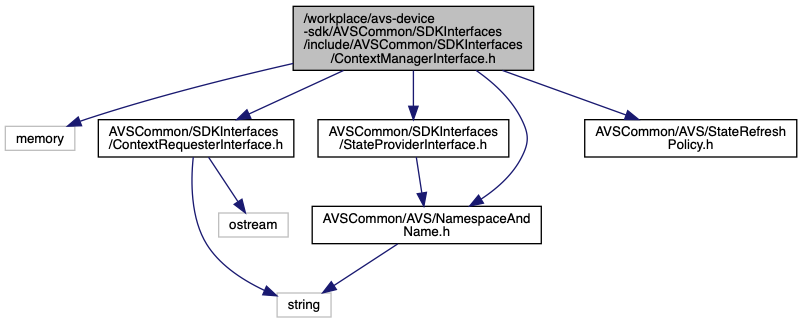 /workplace/avs-device
-sdk/AVSCommon/SDKInterfaces
/include/AVSCommon/SDKInterfaces
/ContextManagerInterface.h
memory
AVSCommon/SDKInterfaces
/ContextRequesterInterface.h
AVSCommon/SDKInterfaces
/StateProviderInterface.h
AVSCommon/AVS/StateRefresh
Policy.h
ostream
AVSCommon/AVS/NamespaceAnd
Name.h
string